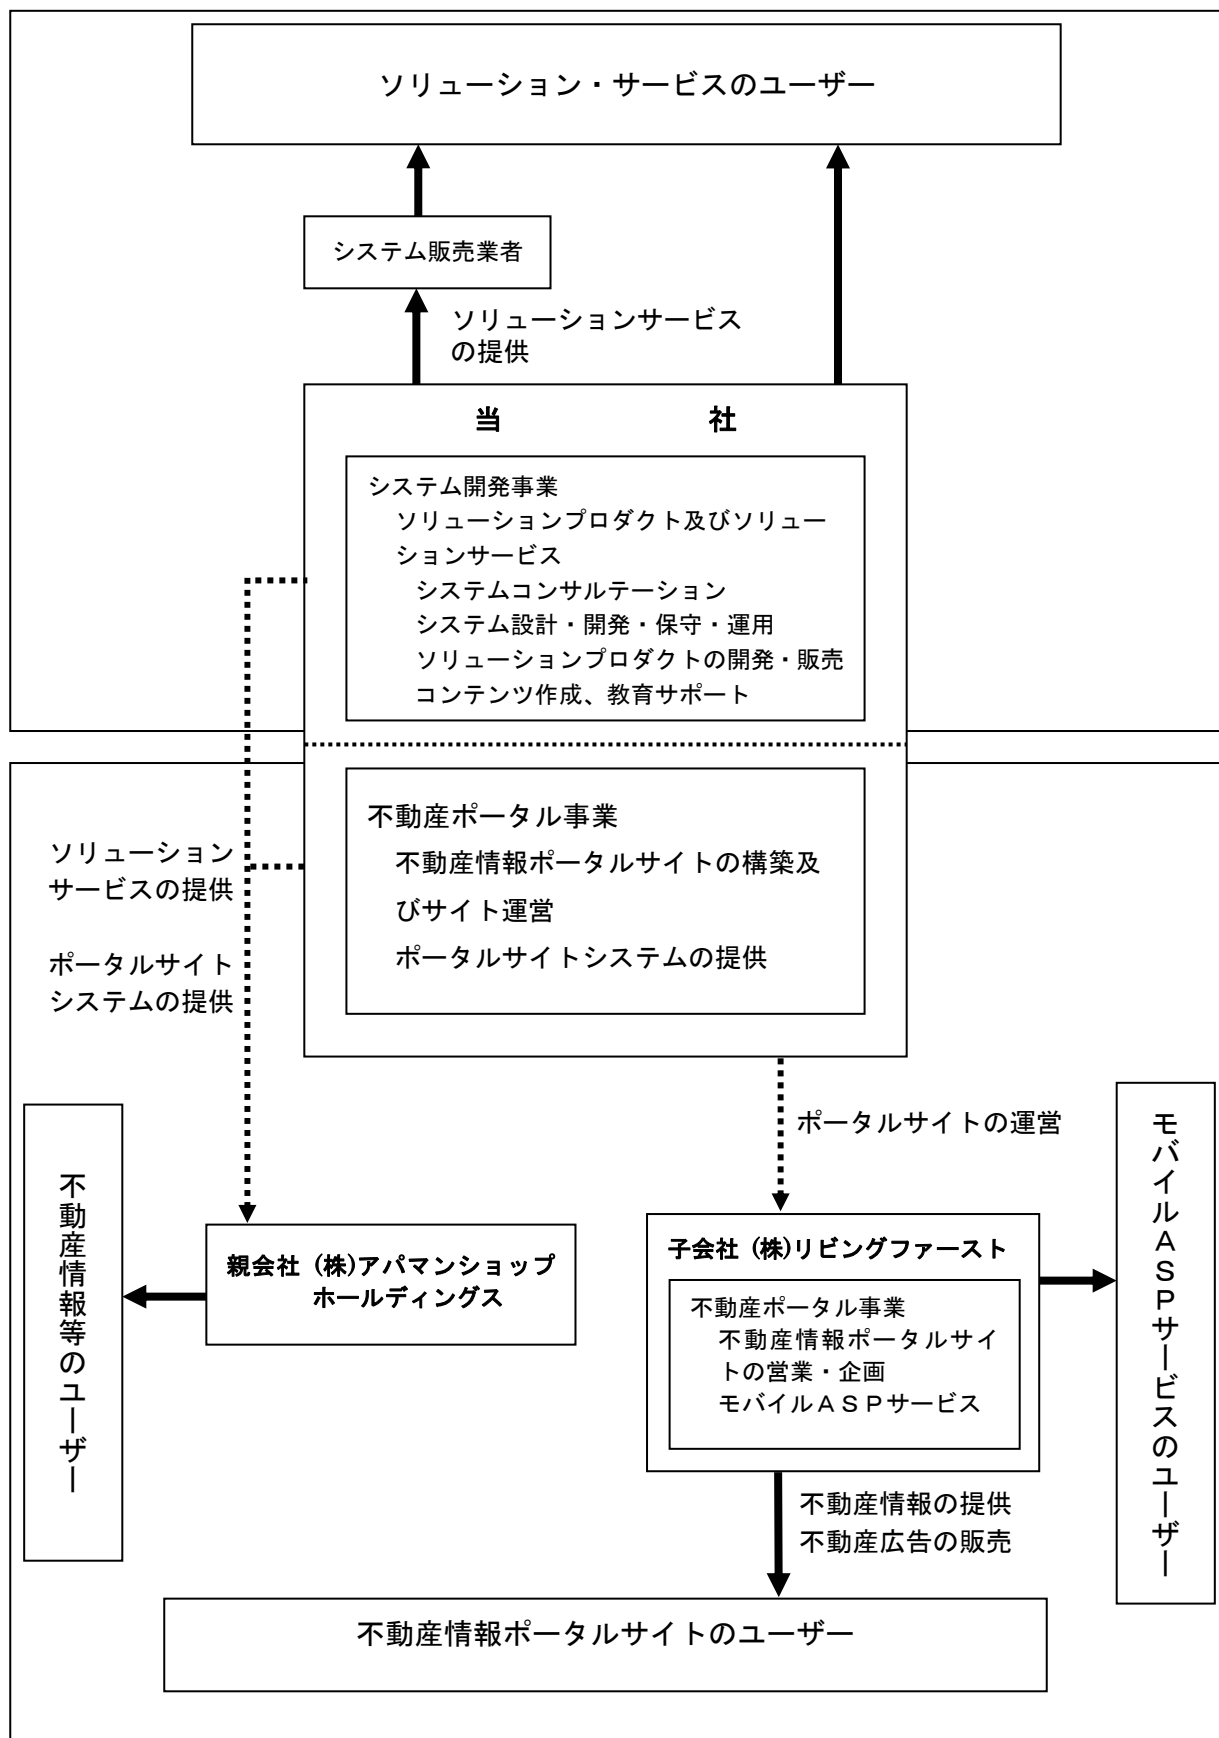 ソリューション・サービスのユーザー
システム販売業者
ソリューションサービス
の提供
当　　　社
システム開発事業
ソリューションプロダクト及びソリュー
ションサービス
システムコンサルテーション
システム設計・開発・保守・運用
ソリューションプロダクトの開発・販売
コンテンツ作成、教育サポート
不動産ポータル事業
不動産情報ポータルサイトの構築及
びサイト運営
ポータルサイトシステムの提供
ソリューション
サービスの提供
ポータルサイト
システムの提供
ポータルサイトの運営
不動産情報等のユーザー
親会社 (株)アパマンショップ
ホールディングス
子会社 (株)リビングファースト
不動産ポータル事業
不動産情報ポータルサイ
トの営業・企画
モバイルＡＳＰサービス
モバイルＡＳＰサービスのユーザー
不動産情報の提供
不動産広告の販売
不動産情報ポータルサイトのユーザー